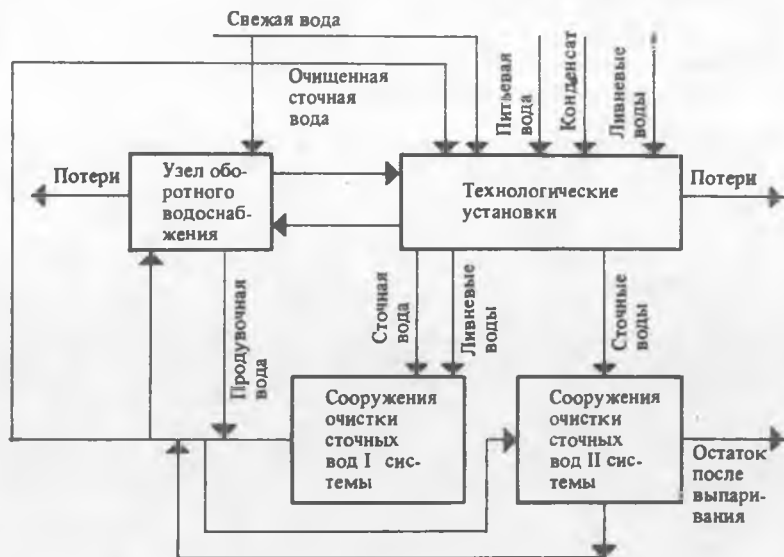 Свежая вода
Очищенная
сточная
вода
Питьевая
вода
Конденсат
Ливневые
воды
Потери
Узел обо-
ротного
водоснаб-
жения
Технологические
установки
Потери
Продувочная
вода
Сточная
вода
Ливневые
воды
Сточные
воды
Сооружения
очистки
сточных
вод I сис-
темы
Сооружения
очистки
сточных
вод II сис-
темы
Остаток
после
выпари-
вания